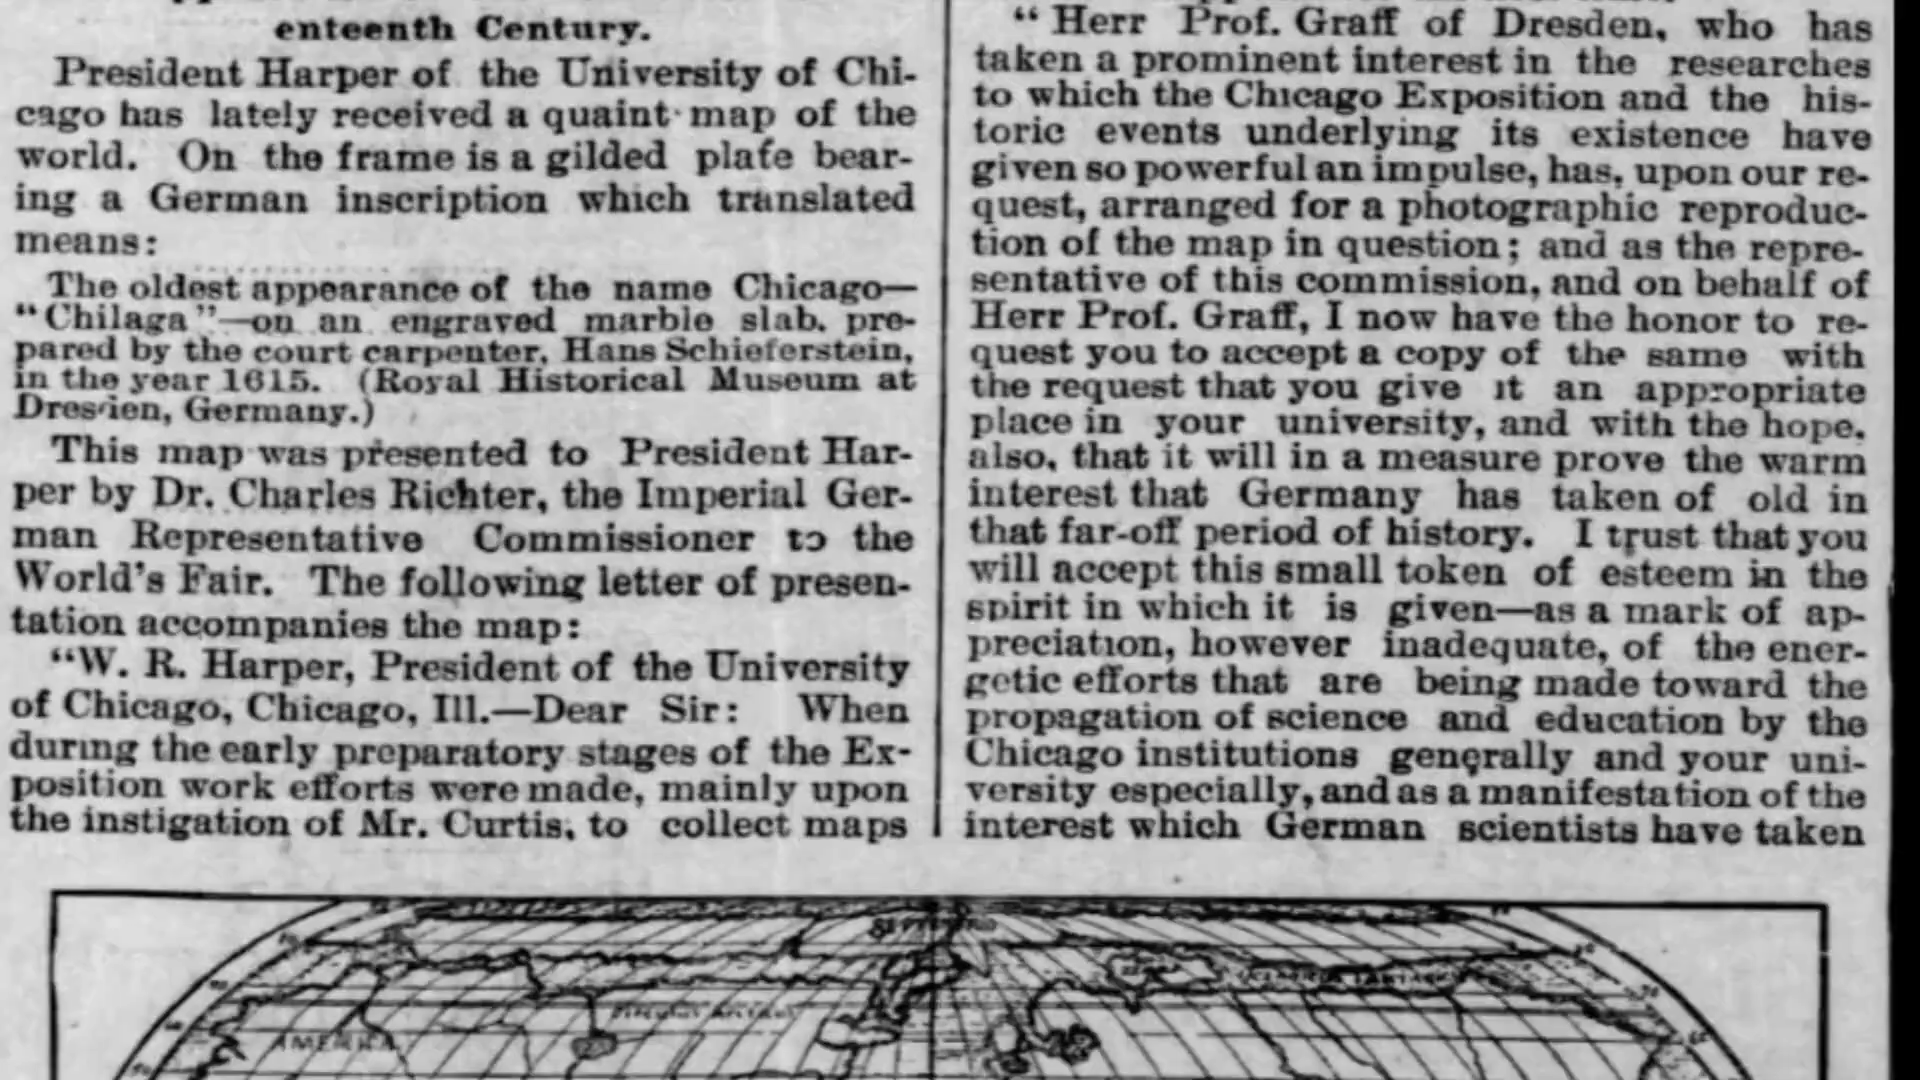 enteenth Century.
President Harper of the University of Chi-
cago has lately received a quaint map of the
world. On the frame is a gilded plate bear-
ing a German inscription which translated
means:
The oldest appearance of the name Chicago—
"Chilaga"—on an engraved marble slab, pre-
pared by the court carpenter, Hans Schieferstein,
in the year 1615. (Royal Historical Museum at
Dresden, Germany.)
This map was presented to President Har-
per by Dr. Charles Richter, the Imperial Ger-
man Representative Commissioner to the
World's Fair. The following letter of presen-
tation accompanies the map:
"W. R. Harper, President of the University
of Chicago, Chicago, Ill.—Dear Sir: When
during the early preparatory stages of the Ex-
position work efforts were made, mainly upon
the instigation of Mr. Curtis, to collect maps
"Herr Prof. Graff of Dresden, who has
taken a prominent interest in the researches
to which the Chicago Exposition and the his-
toric events underlying its existence have
given so powerful an impulse, has, upon our re-
quest, arranged for a photographic reproduc-
tion of the map in question; and as the repre-
sentative of this commission, and on behalf of
Herr Prof. Graff, I now have the honor to re-
quest you to accept a copy of the same with
the request that you give it an appropriate
place in your university, and with the hope,
also, that it will in a measure prove the warm
interest that Germany has taken of old in
that far-off period of history. I trust that you
will accept this small token of esteem in the
spirit in which it is given—as a mark of ap-
preciation, however inadequate, of the ener-
getic efforts that are being made toward the
propagation of science and education by the
Chicago institutions generally and your uni-
versity especially, and as a manifestation of the
interest which German scientists have taken
AMERICA